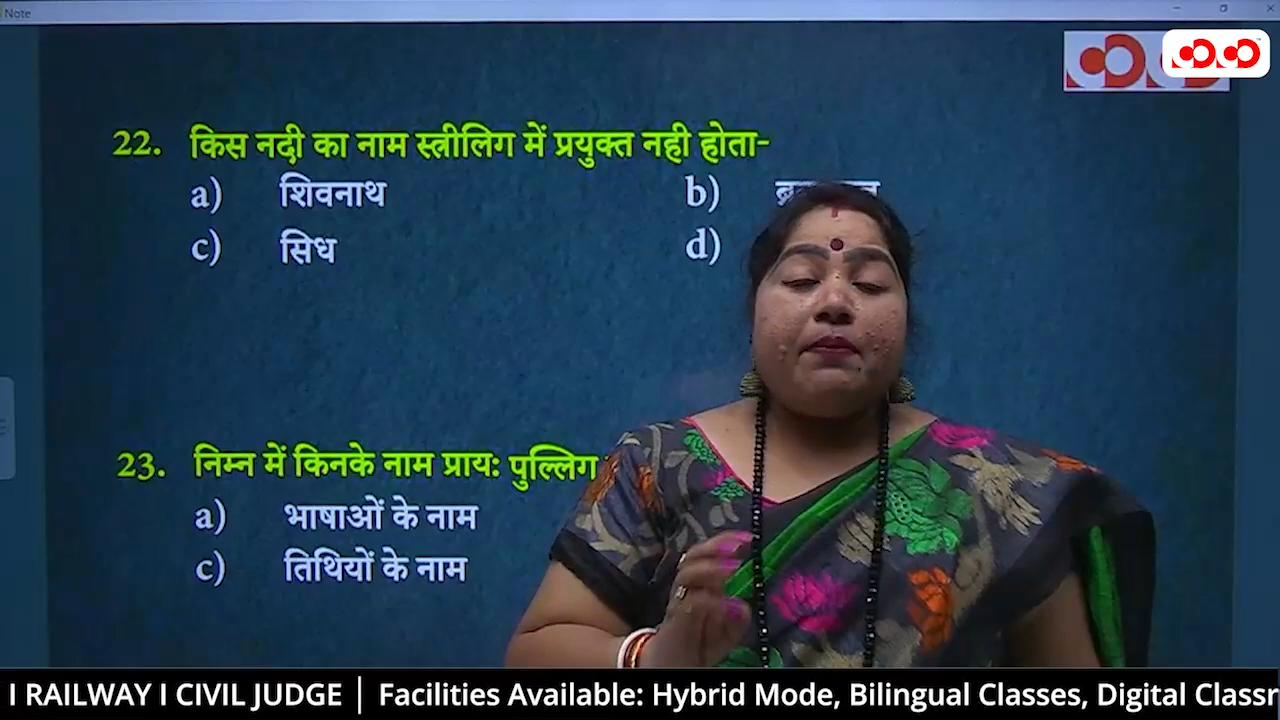 Note
22. किस नदी का नाम स्त्रीलिग में प्रयुक्त नही होता-
a) शिवनाथ b)
c) सिध d)
23. निम्न में किनके नाम प्राय: पुल्लिग
a) भाषाओं के नाम
c) तिथियों के नाम
I RAILWAY I CIVIL JUDGE | Facilities Available: Hybrid Mode, Bilingual Classes, Digital Classr